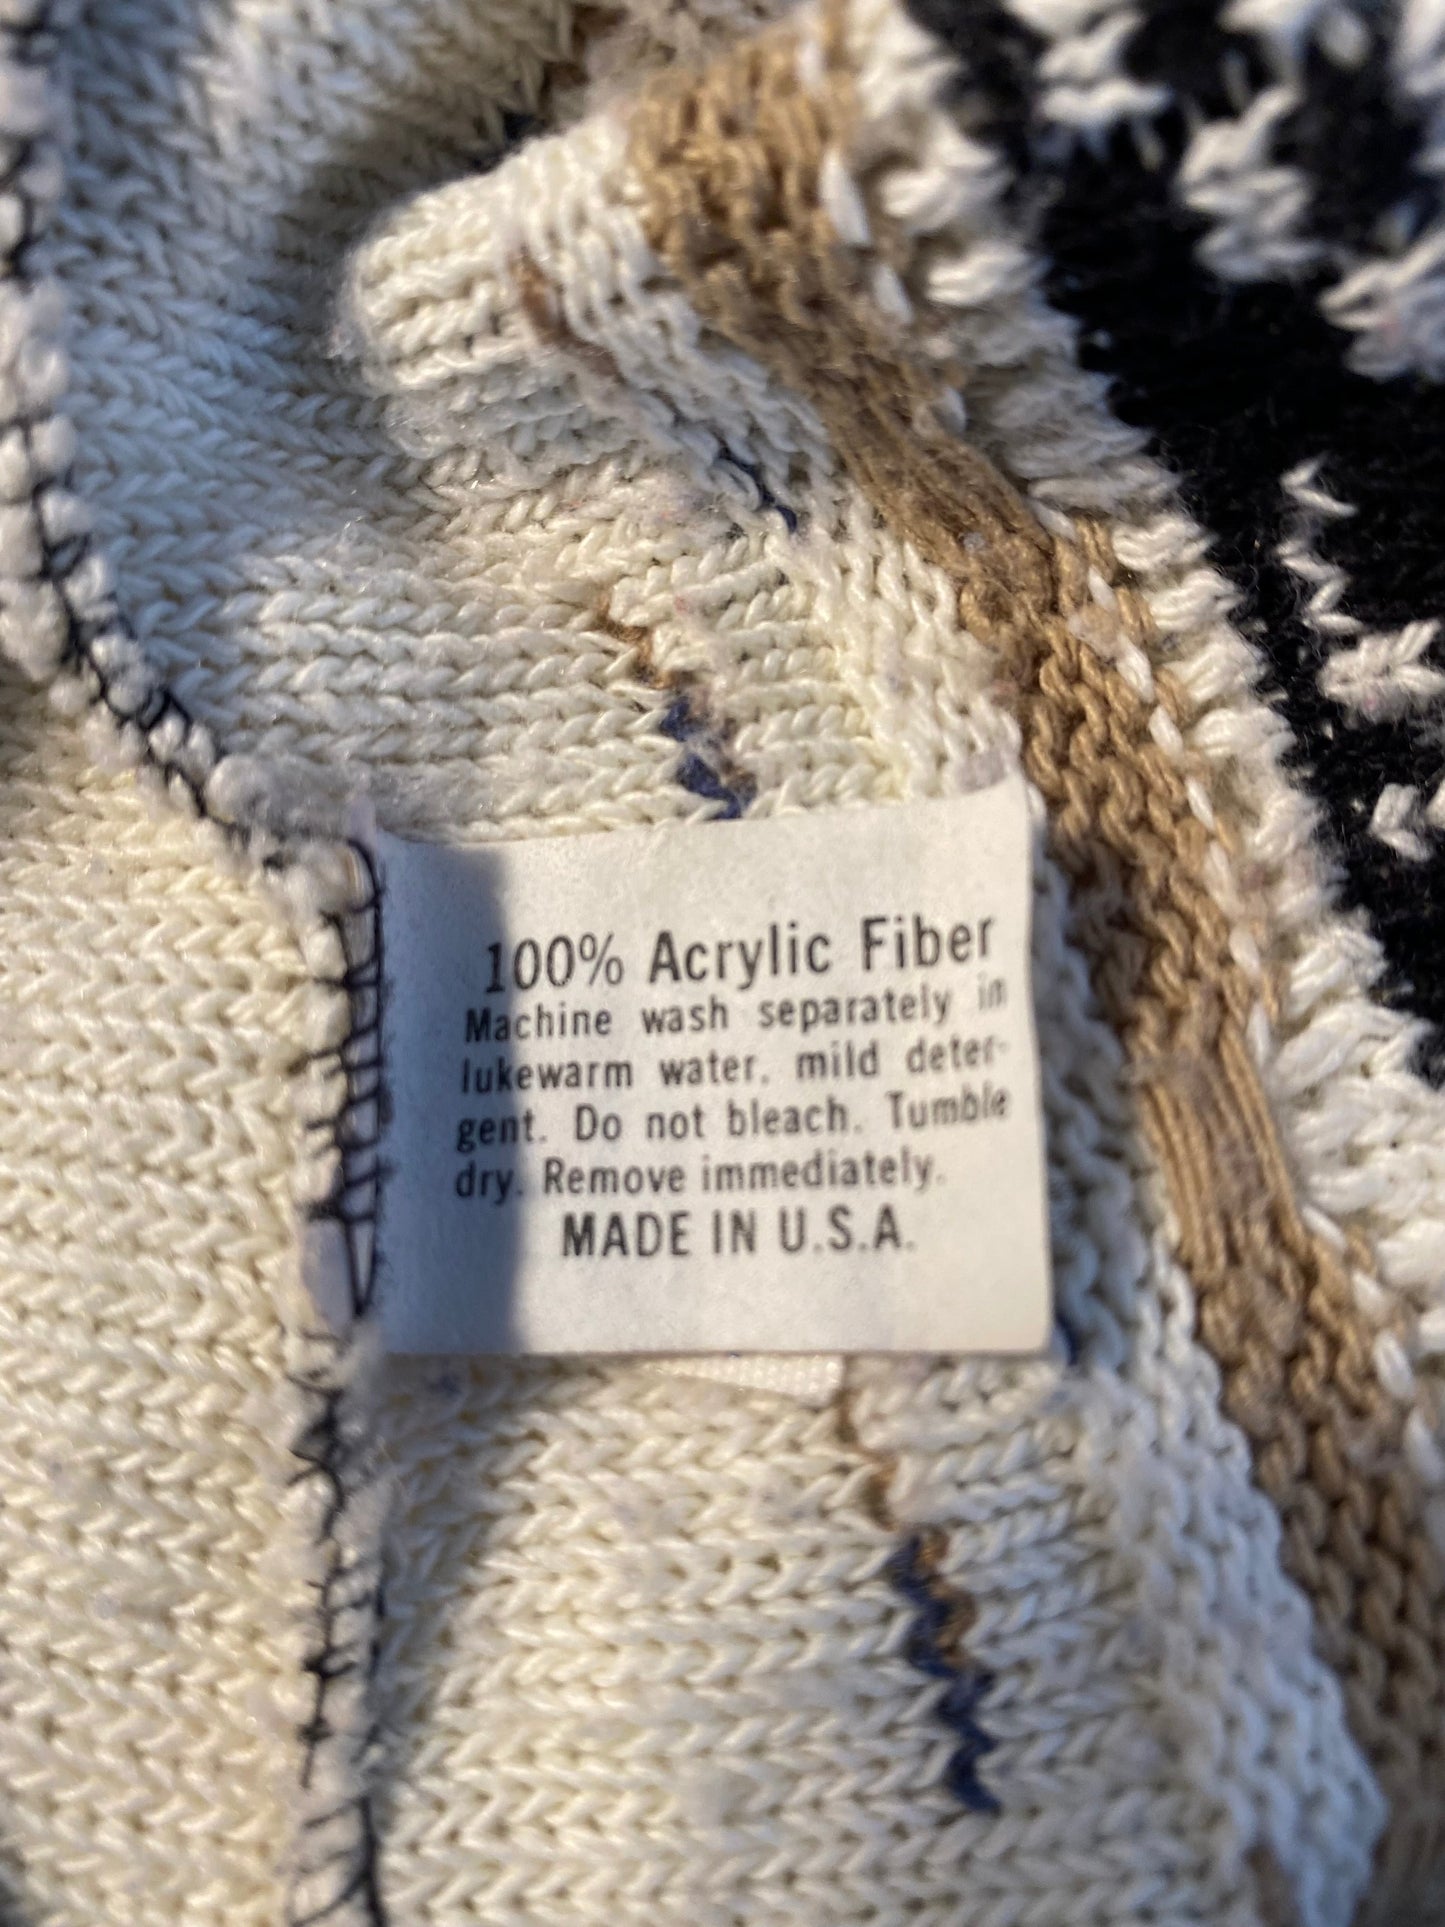 100% Acrylic Fiber
Machine wash separately in
lukewarm water, mild deter-
gent. Do not bleach. Tumble
dry. Remove immediately.
MADE IN U.S.A.